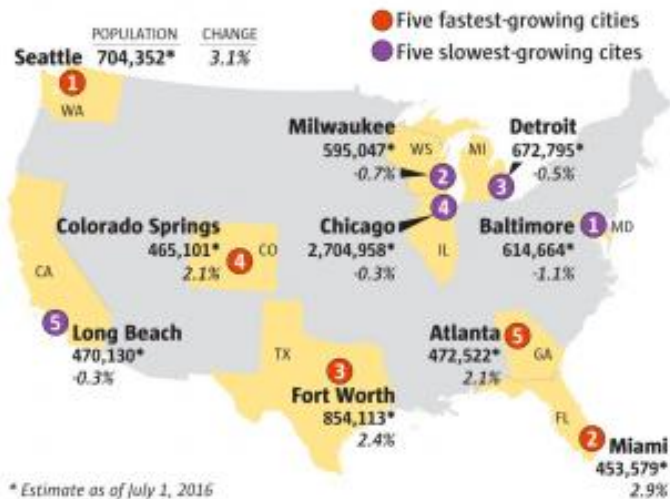 Five fastest-growing cities
Five slowest-growing cites
POPULATION CHANGE
Seattle 704,352* 3.1%
1
WA
Milwaukee
595,047*
-0.7%
WS
2
MI
Detroit
672,795*
-0.5%
3
Colorado Springs
465,101*
2.1%
4
CO
Chicago
2,704,958*
-0.3%
4
IL
Baltimore
614,664*
-1.1%
1
MD
CA
5
Long Beach
470,130*
-0.3%
TX
3
Fort Worth
854,113*
2.4%
Atlanta
472,522*
2.1%
5
GA
FL
2
Miami
453,579*
2.9%
* Estimate as of July 1, 2016